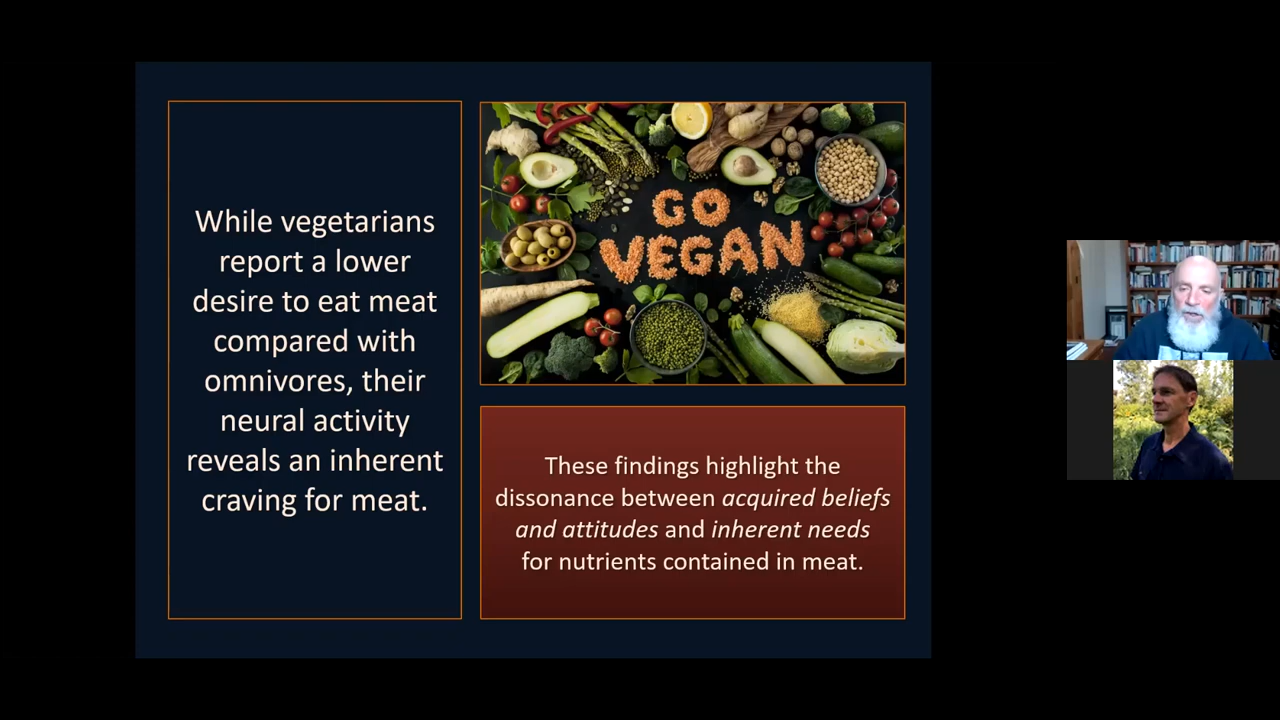 While vegetarians
report a lower
desire to eat meat
compared with
omnivores, their
neural activity
reveals an inherent
craving for meat.
GO
VEGAN
These findings highlight the
dissonance between acquired beliefs
and attitudes and inherent needs
for nutrients contained in meat.